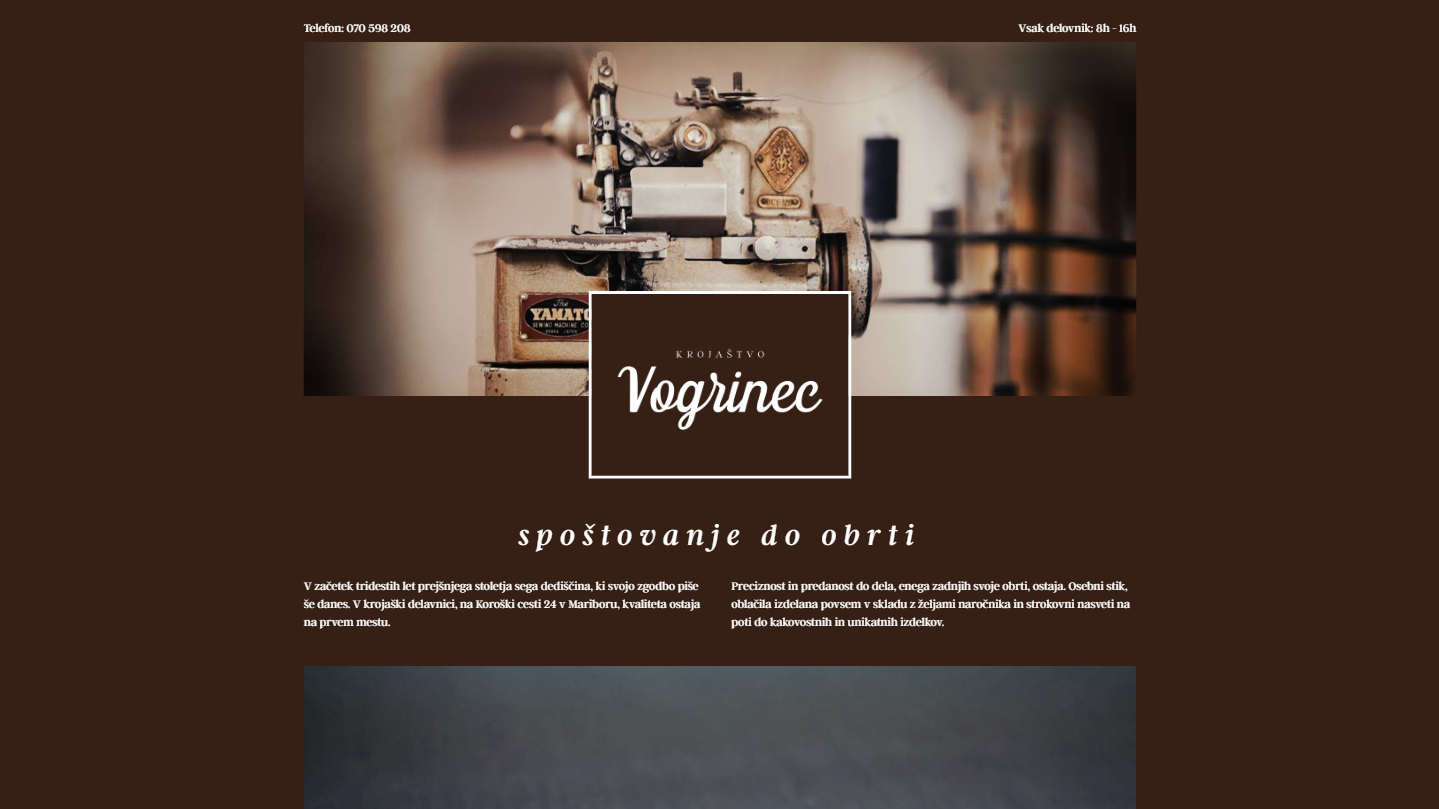 Telefon: 070 598 208
Vsak delovnik: 8h - 16h
The
YAMATO
SEWING MACHINE CO
KROJAŠTVO
Vogrinec
spoštovanje do obrti
V začetek tridestih let prejšnjega stoletja sega dediščina, ki svojo zgodbo piše
še danes. V krojaški delavnici, na Koroški cesti 24 v Mariboru, kvaliteta ostaja
na prvem mestu.
Preciznost in predanost do dela, enega zadnjih svoje obrti, ostaja. Osebni stik,
oblačila izdelana povsem v skladu z željami naročnika in strokovni nasveti na
poti do kakovostnih in unikatnih izdelkov.